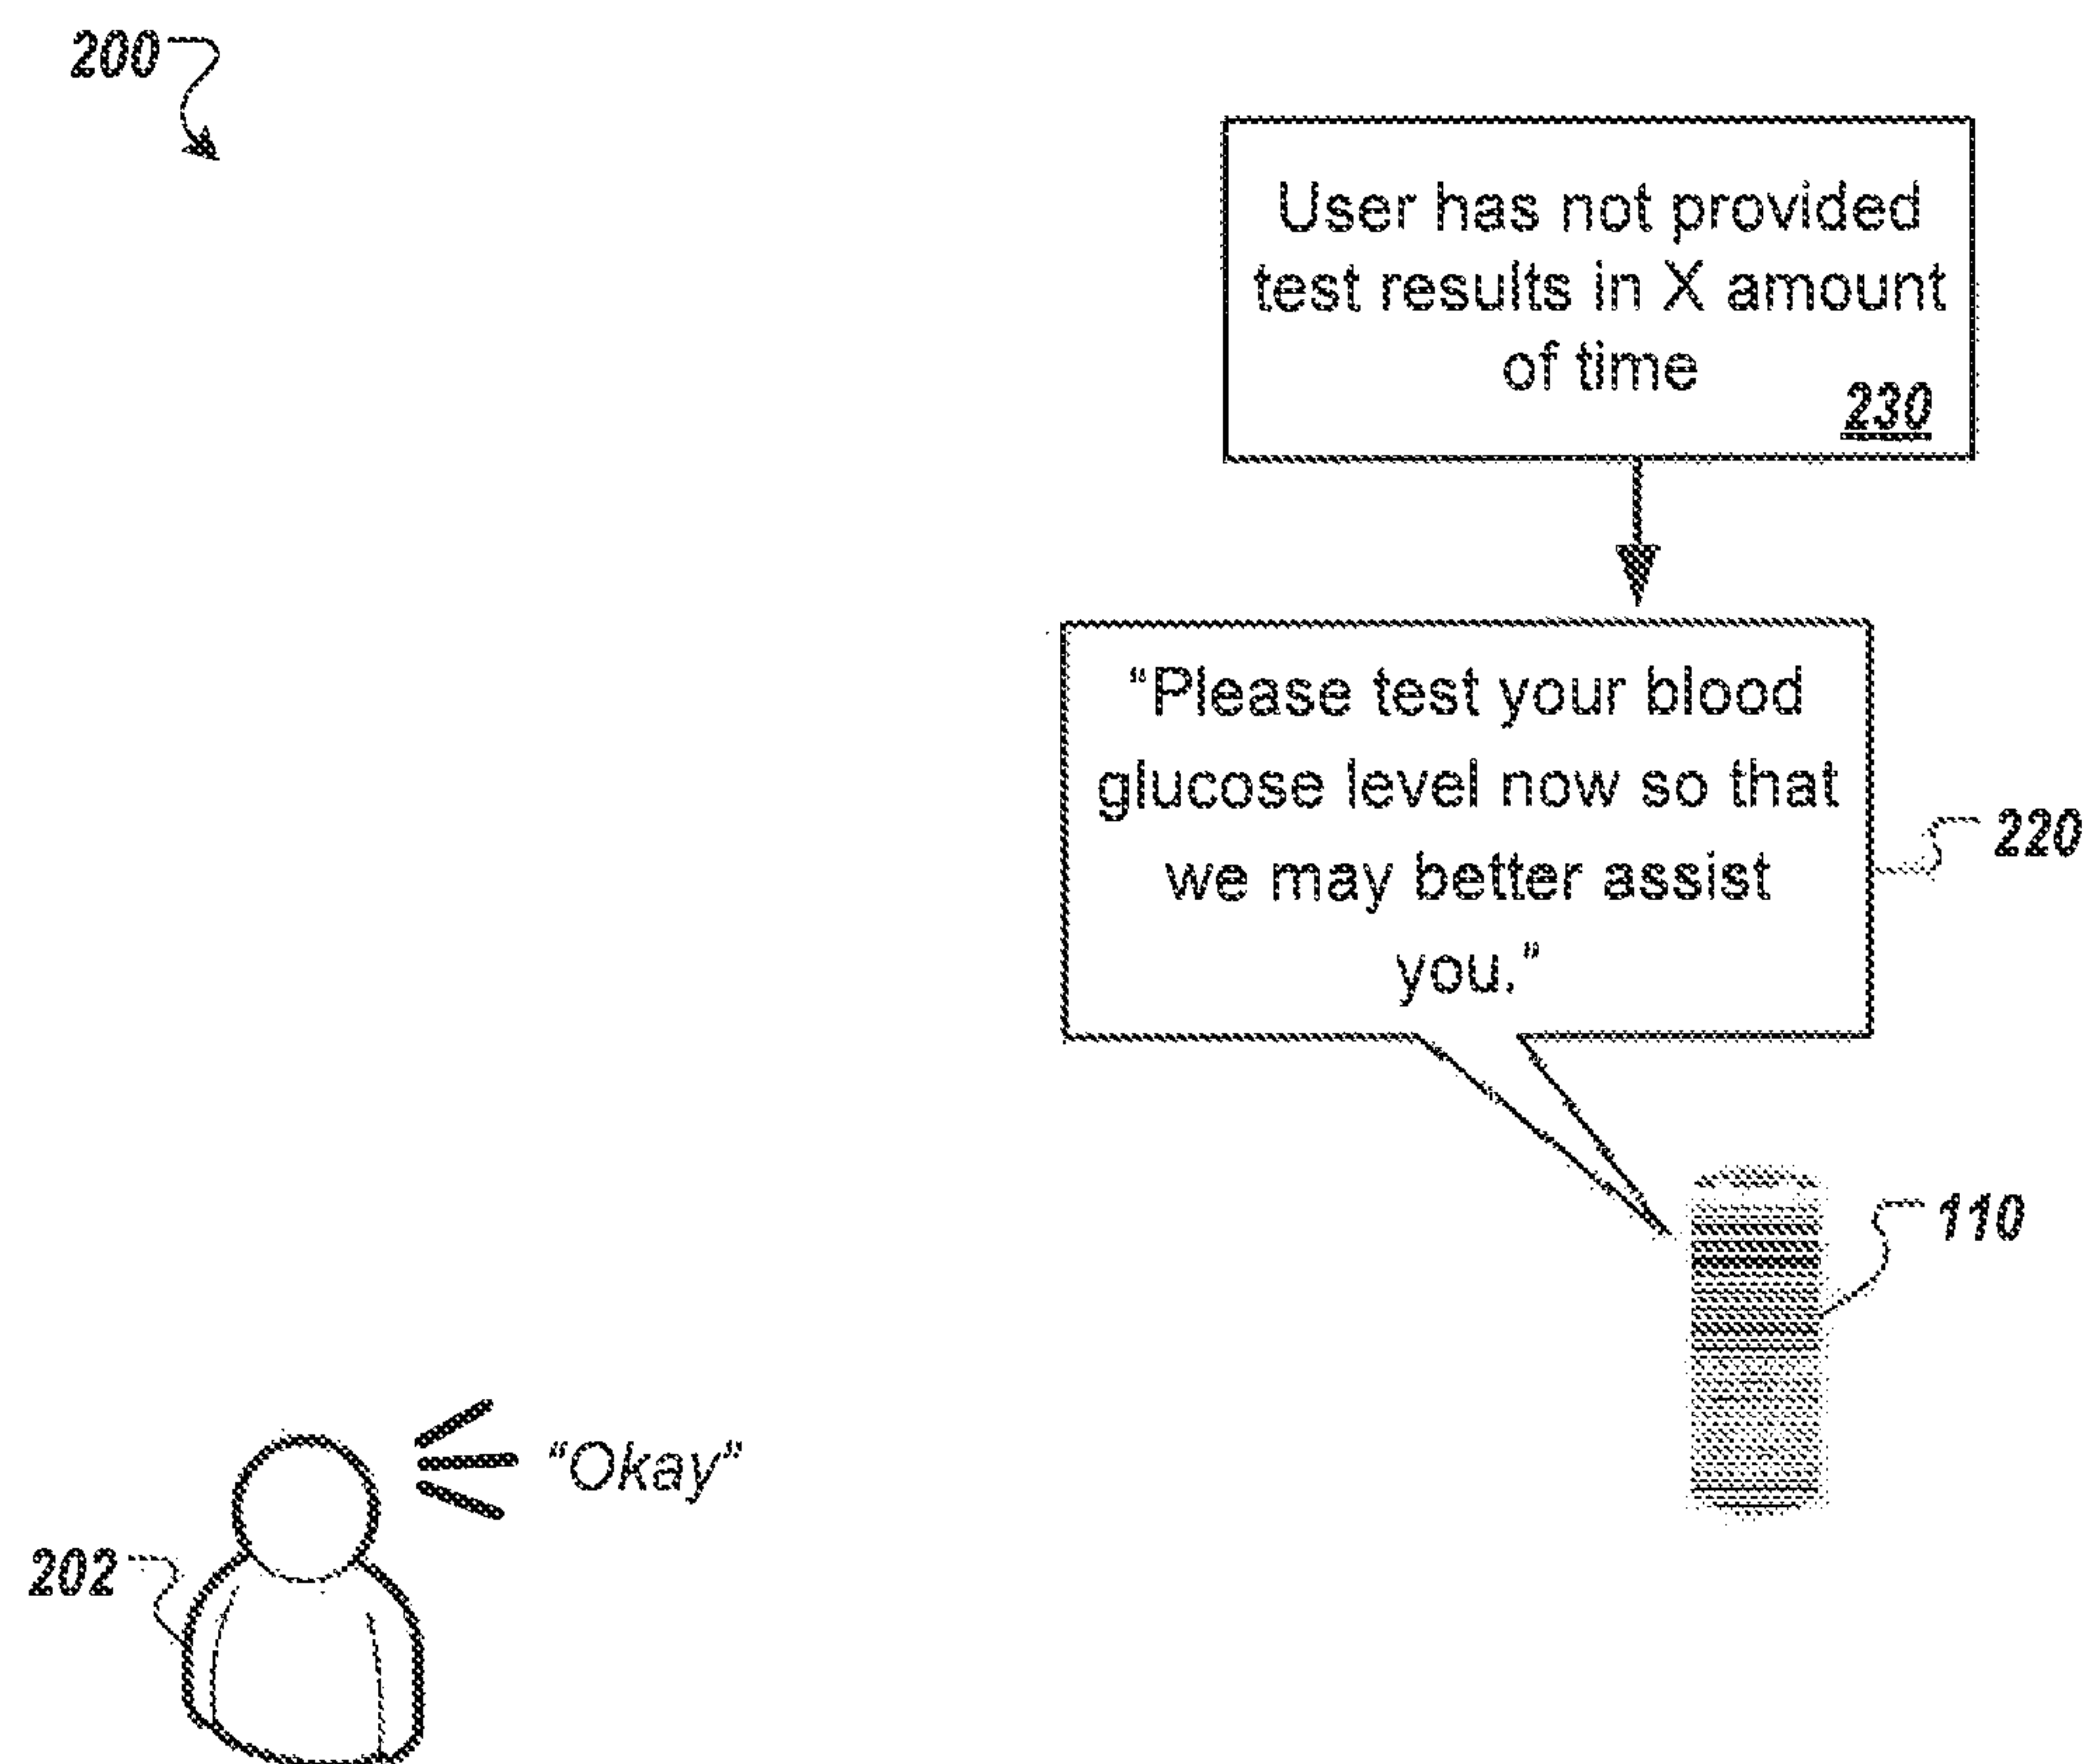 200
User has not provided
test results in X amount
of time
230
“Please test your blood
glucose level now so that
we may better assist
you.”
220
110
“Okay”
202